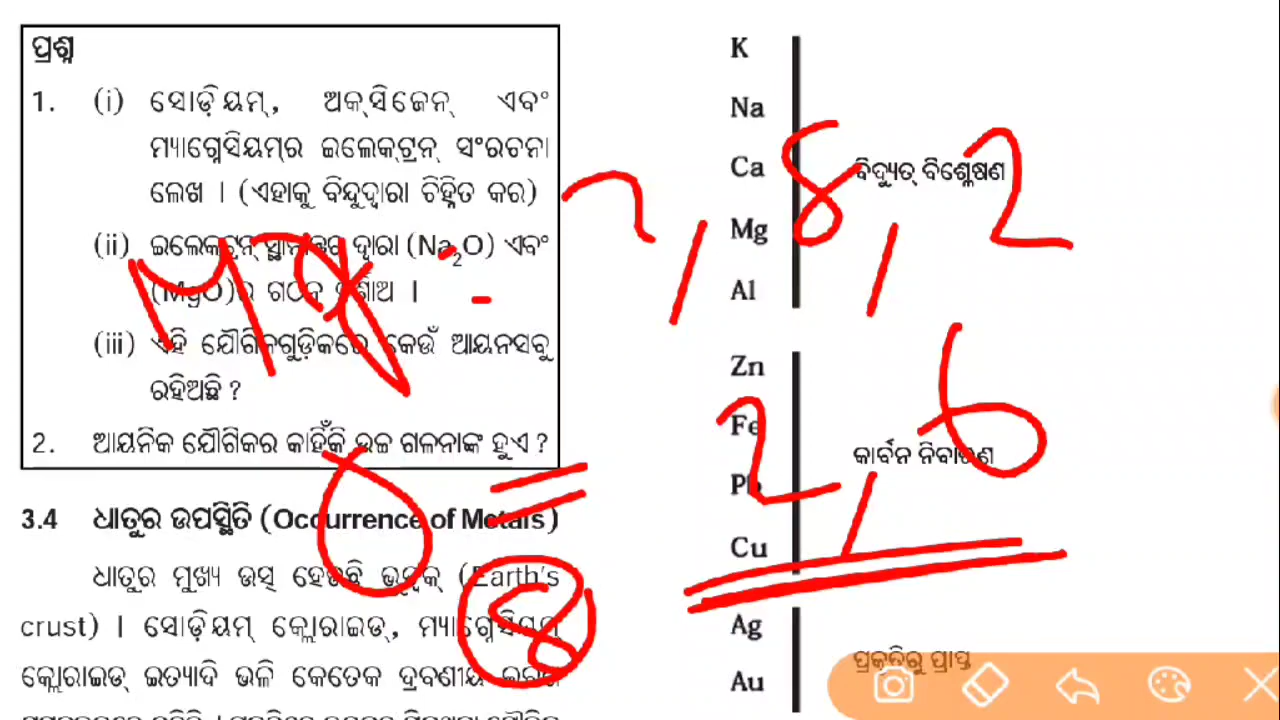 ପ୍ରଶ୍ନ
1. (i) ସୋଡ଼ିୟମ୍, ଅକ୍ସିଜେନ୍ ଏବଂ
ମ୍ୟାଗ୍ନେସିୟମ୍‌ର ଇଲେକ୍ଟ୍ରନ୍ ସଂରଚନା
ଲେଖ । (ଏହାକୁ ବିନ୍ଦୁଦ୍ୱାରା ଚିହ୍ନିତ କର)
(ii) ଇଲେକ୍ଟ୍ରନ୍ ସ୍ଥାନାନ୍ତର ଦ୍ୱାରା (Na₂O) ଏବଂ
(MgO)ର ଗଠନ ଦର୍ଶାଅ ।
(iii) ଏହି ଯୌଗିକଗୁଡ଼ିକରେ କେଉଁ ଆୟନସବୁ
ରହିଅଛି ?
2. ଆୟନିକ ଯୌଗିକର କାହିଁକି ଉଚ୍ଚ ଗଳନାଙ୍କ ହୁଏ ?
3.4 ଧାତୁର ଉପସ୍ଥିତି (Occurrence of Metals)
ଧାତୁର ମୁଖ୍ୟ ଉତ୍ସ ହେଉଛି ଭୂତ୍ୱକ୍ (Earth's
crust) । ସୋଡ଼ିୟମ୍ କ୍ଲୋରାଇଡ୍, ମ୍ୟାଗ୍ନେସିୟମ୍
କ୍ଲୋରାଇଡ୍ ଇତ୍ୟାଦି ଭଳି କେତେକ ଦ୍ରବଣୀୟ
K
Na
Ca
Mg
Al
ବିଦ୍ୟୁତ୍ ବିଶ୍ଳେଷଣ
Zn
Fe
Pb
Cu
କାର୍ବନ ନିବାରଣ
Ag
Au
ପ୍ରକୃତିରୁ ପ୍ରାପ୍ତ
Mg : 2, 8, 2
8 = 2, 6